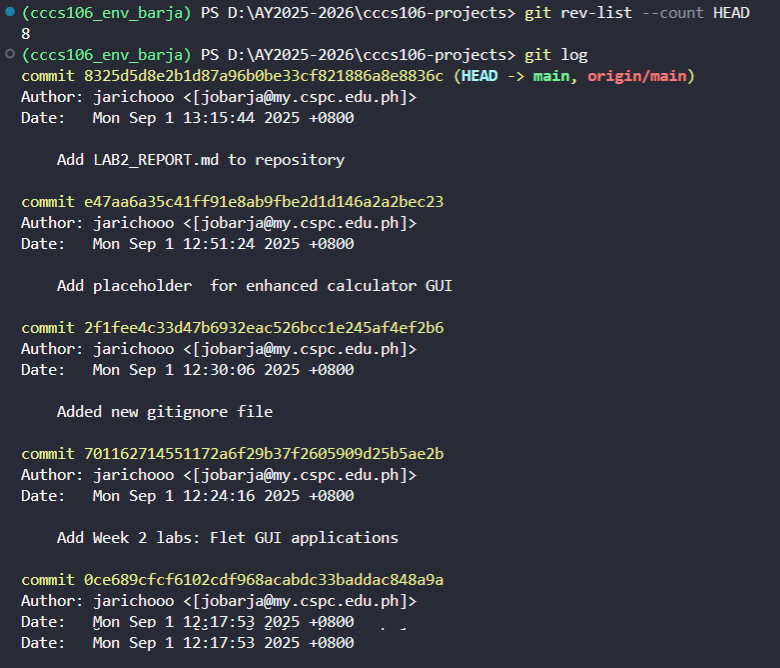 (cccs106_env_barja) PS D:\AY2025-2026\cccs106-projects> git rev-list --count HEAD
8
(cccs106_env_barja) PS D:\AY2025-2026\cccs106-projects> git log
commit 8325d5d8e2b1d87a96b0be33cf821886a8e8836c (HEAD -> main, origin/main)
Author: jarichooo <[jobarja@my.cspc.edu.ph]>
Date:   Mon Sep 1 13:15:44 2025 +0800
    Add LAB2_REPORT.md to repository
commit e47aa6a35c41ff91e8ab9fbe2d1d146a2a2bec23
Author: jarichooo <[jobarja@my.cspc.edu.ph]>
Date:   Mon Sep 1 12:51:24 2025 +0800
    Add placeholder  for enhanced calculator GUI
commit 2f1fee4c33d47b6932eac526bcc1e245af4ef2b6
Author: jarichooo <[jobarja@my.cspc.edu.ph]>
Date:   Mon Sep 1 12:30:06 2025 +0800
    Added new gitignore file
commit 701162714551172a6f29b37f2605909d25b5ae2b
Author: jarichooo <[jobarja@my.cspc.edu.ph]>
Date:   Mon Sep 1 12:24:16 2025 +0800
    Add Week 2 labs: Flet GUI applications
commit 0ce689cfcf6102cdf968acabdc33baddac848a9a
Author: jarichooo <[jobarja@my.cspc.edu.ph]>
Date:   Mon Sep 1 12:17:53 2025 +0800
Date:   Mon Sep 1 12:17:53 2025 +0800